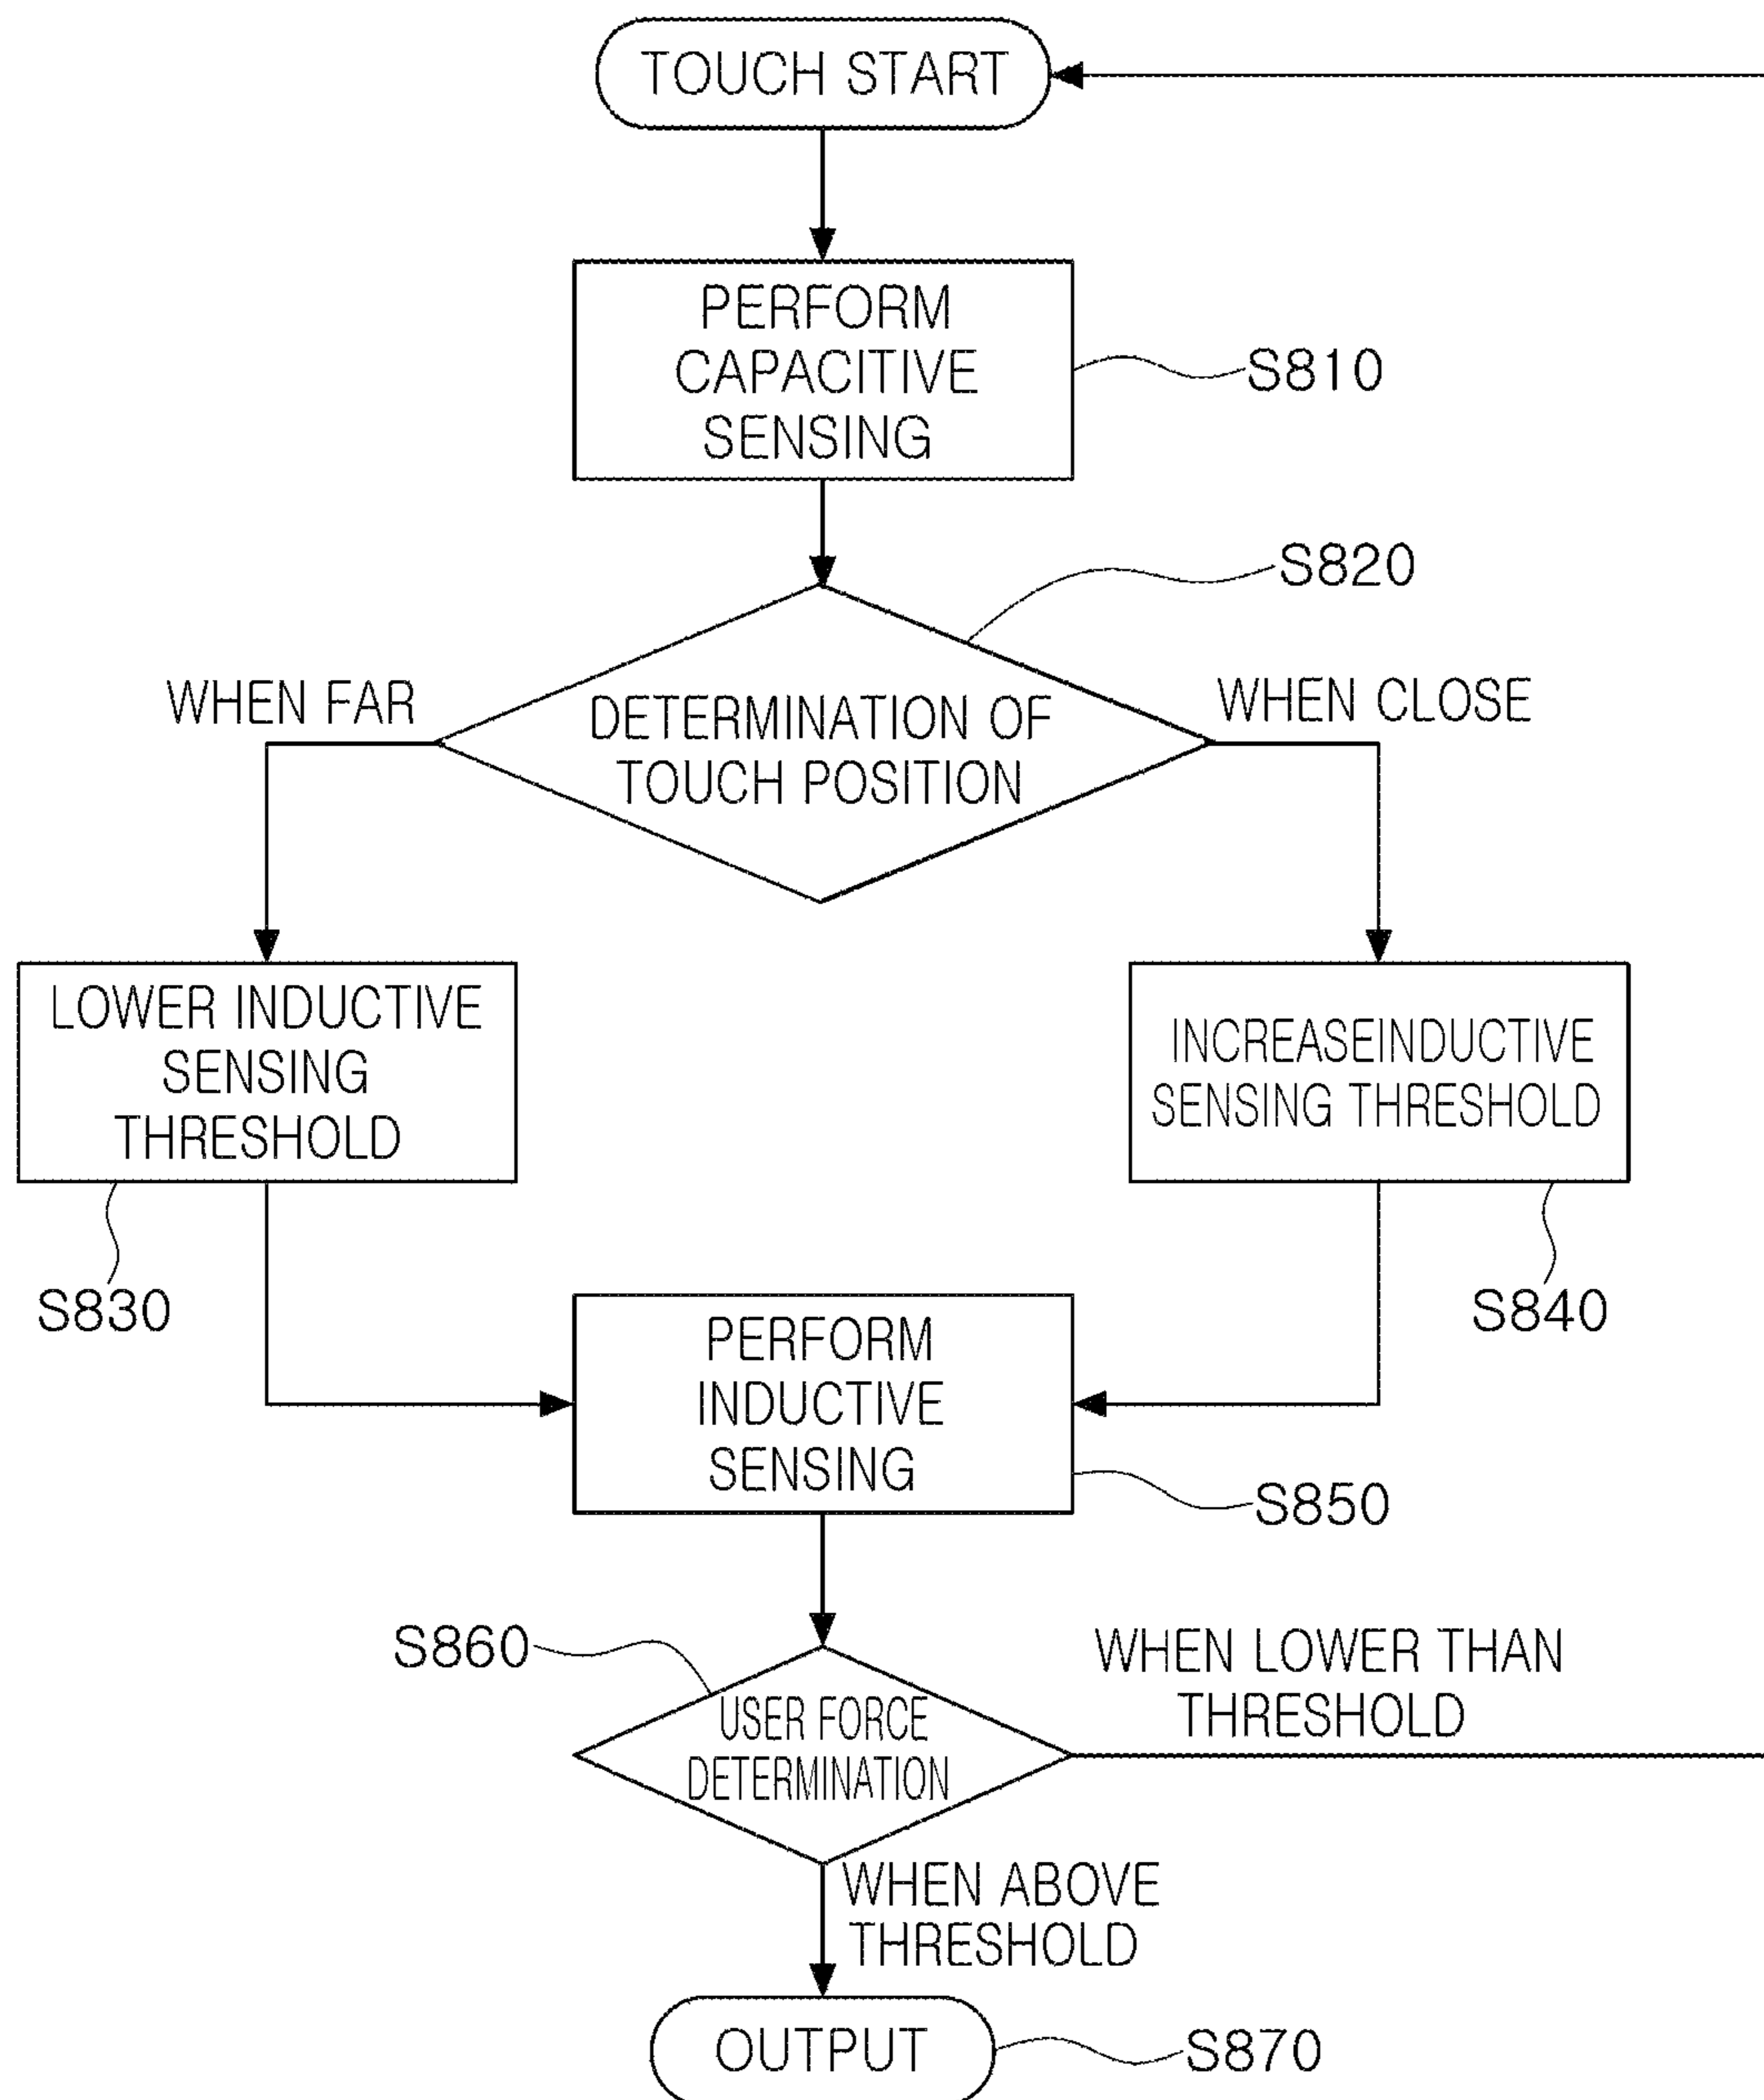 TOUCH START
PERFORM
CAPACITIVE
SENSING
S810
S820
WHEN FAR
DETERMINATION OF
TOUCH POSITION
WHEN CLOSE
LOWER INDUCTIVE
SENSING
THRESHOLD
S830
INCREASEINDUCTIVE
SENSING THRESHOLD
S840
PERFORM
INDUCTIVE
SENSING
S850
S860
USER FORCE
DETERMINATION
WHEN LOWER THAN
THRESHOLD
WHEN ABOVE
THRESHOLD
OUTPUT
S870